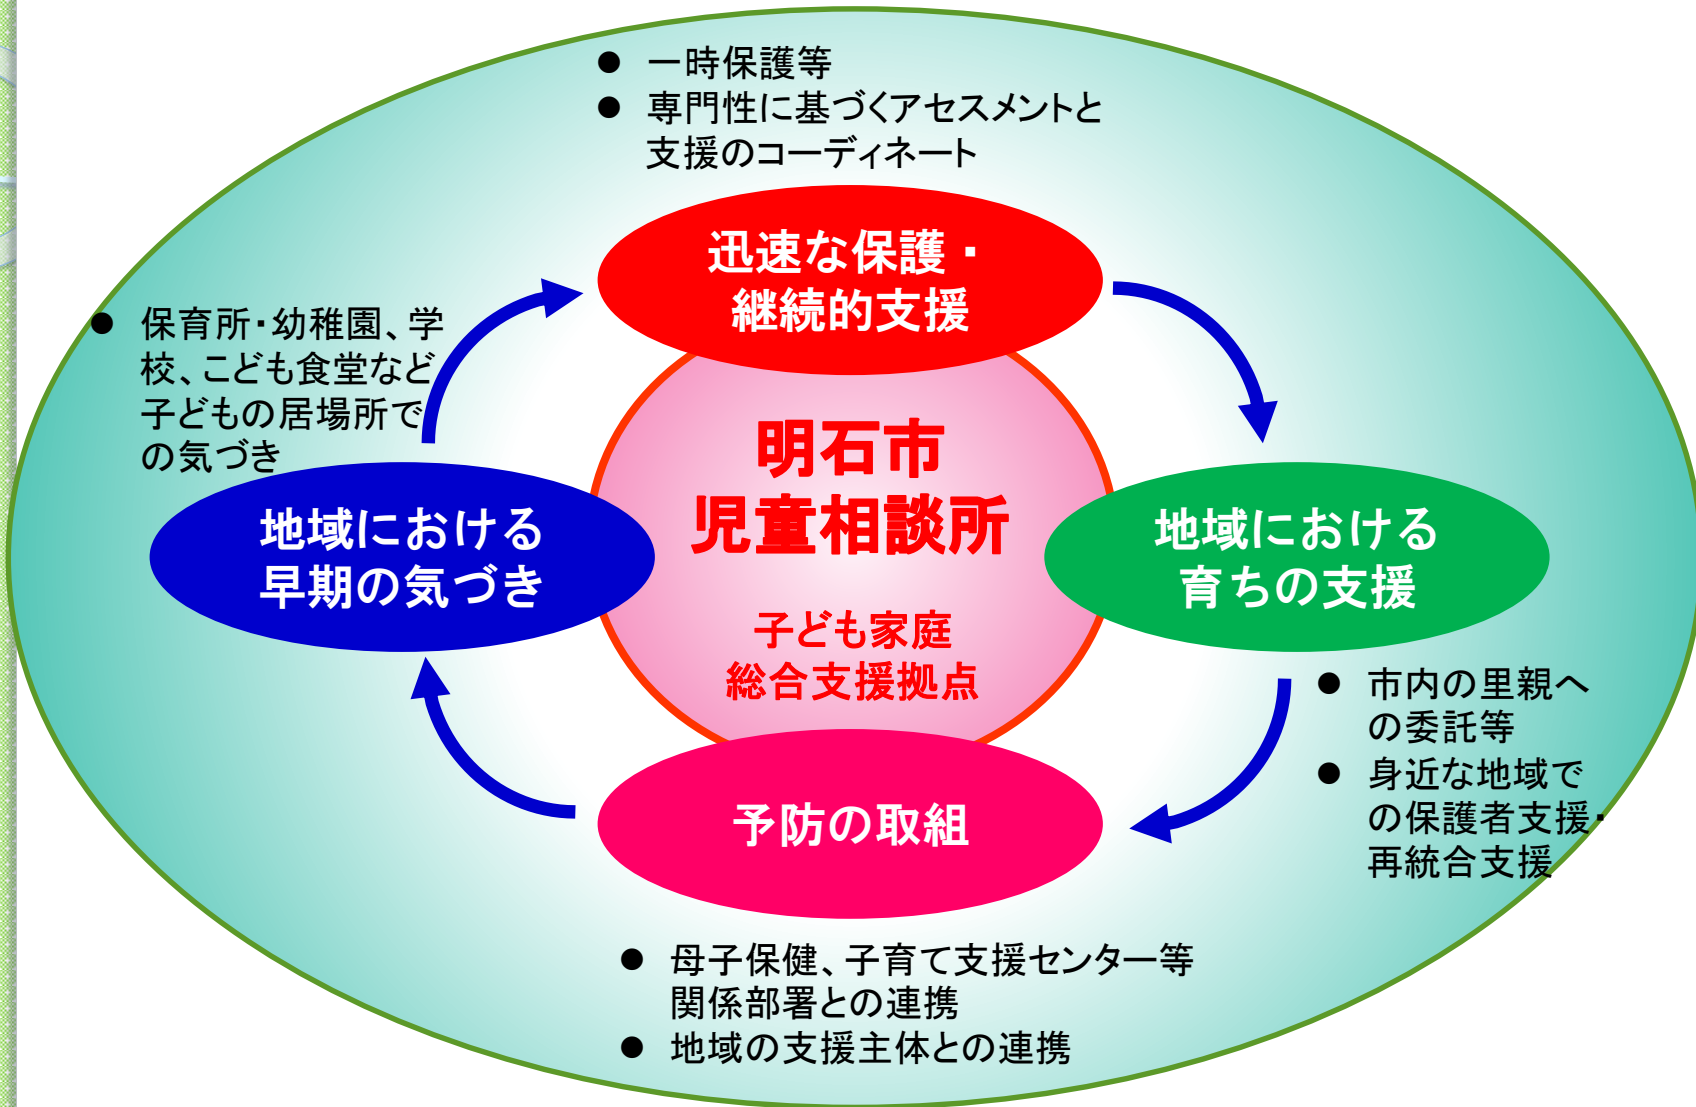 ● 一時保護等
● 専門性に基づくアセスメントと
支援のコーディネート
迅速な保護・
継続的支援
● 保育所・幼稚園、学
校、こども食堂など
子どもの居場所で
の気づき
地域における
早期の気づき
明石市
児童相談所
子ども家庭
総合支援拠点
地域における
育ちの支援
● 市内の里親へ
の委託等
● 身近な地域で
の保護者支援・
再統合支援
予防の取組
● 母子保健、子育て支援センター等
関係部署との連携
● 地域の支援主体との連携